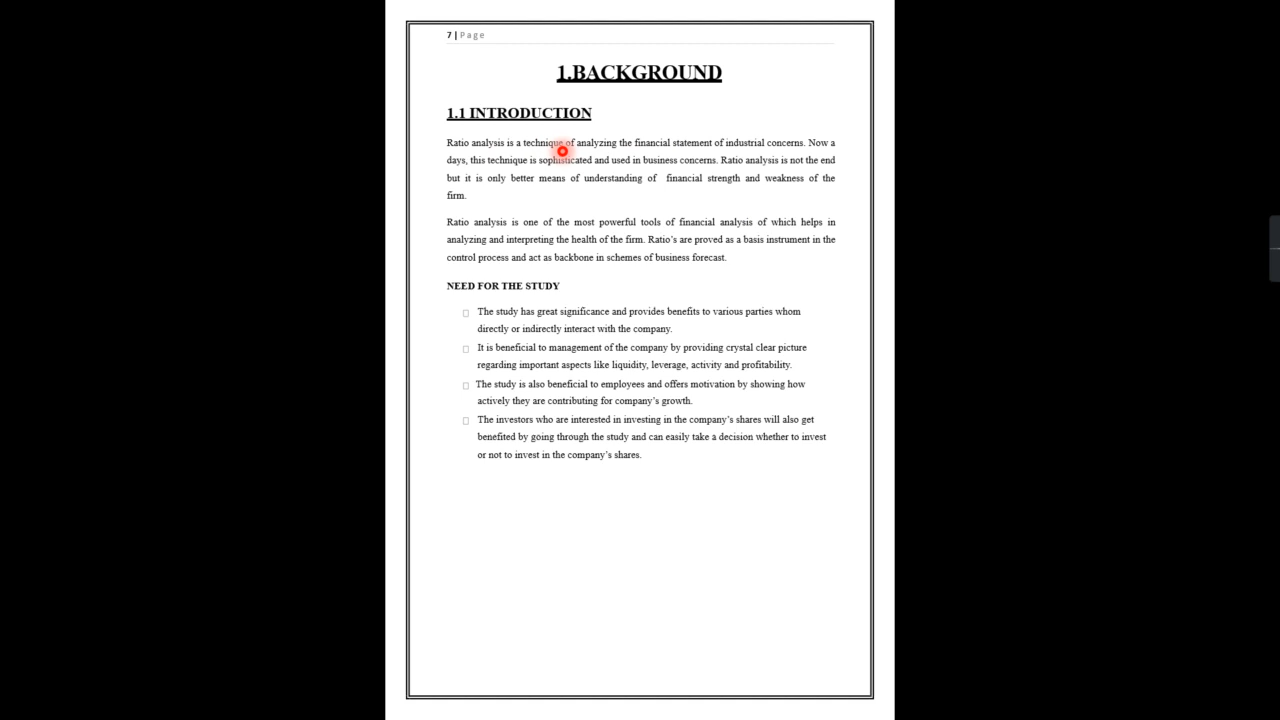 7 | Page
1.BACKGROUND
1.1 INTRODUCTION
Ratio analysis is a technique of analyzing the financial statement of industrial concerns. Now a
days, this technique is sophisticated and used in business concerns. Ratio analysis is not the end
but it is only better means of understanding of financial strength and weakness of the
firm.
Ratio analysis is one of the most powerful tools of financial analysis of which helps in
analyzing and interpreting the health of the firm. Ratio’s are proved as a basis instrument in the
control process and act as backbone in schemes of business forecast.
NEED FOR THE STUDY
The study has great significance and provides benefits to various parties whom
directly or indirectly interact with the company.
It is beneficial to management of the company by providing crystal clear picture
regarding important aspects like liquidity, leverage, activity and profitability.
The study is also beneficial to employees and offers motivation by showing how
actively they are contributing for company’s growth.
The investors who are interested in investing in the company’s shares will also get
benefited by going through the study and can easily take a decision whether to invest
or not to invest in the company’s shares.